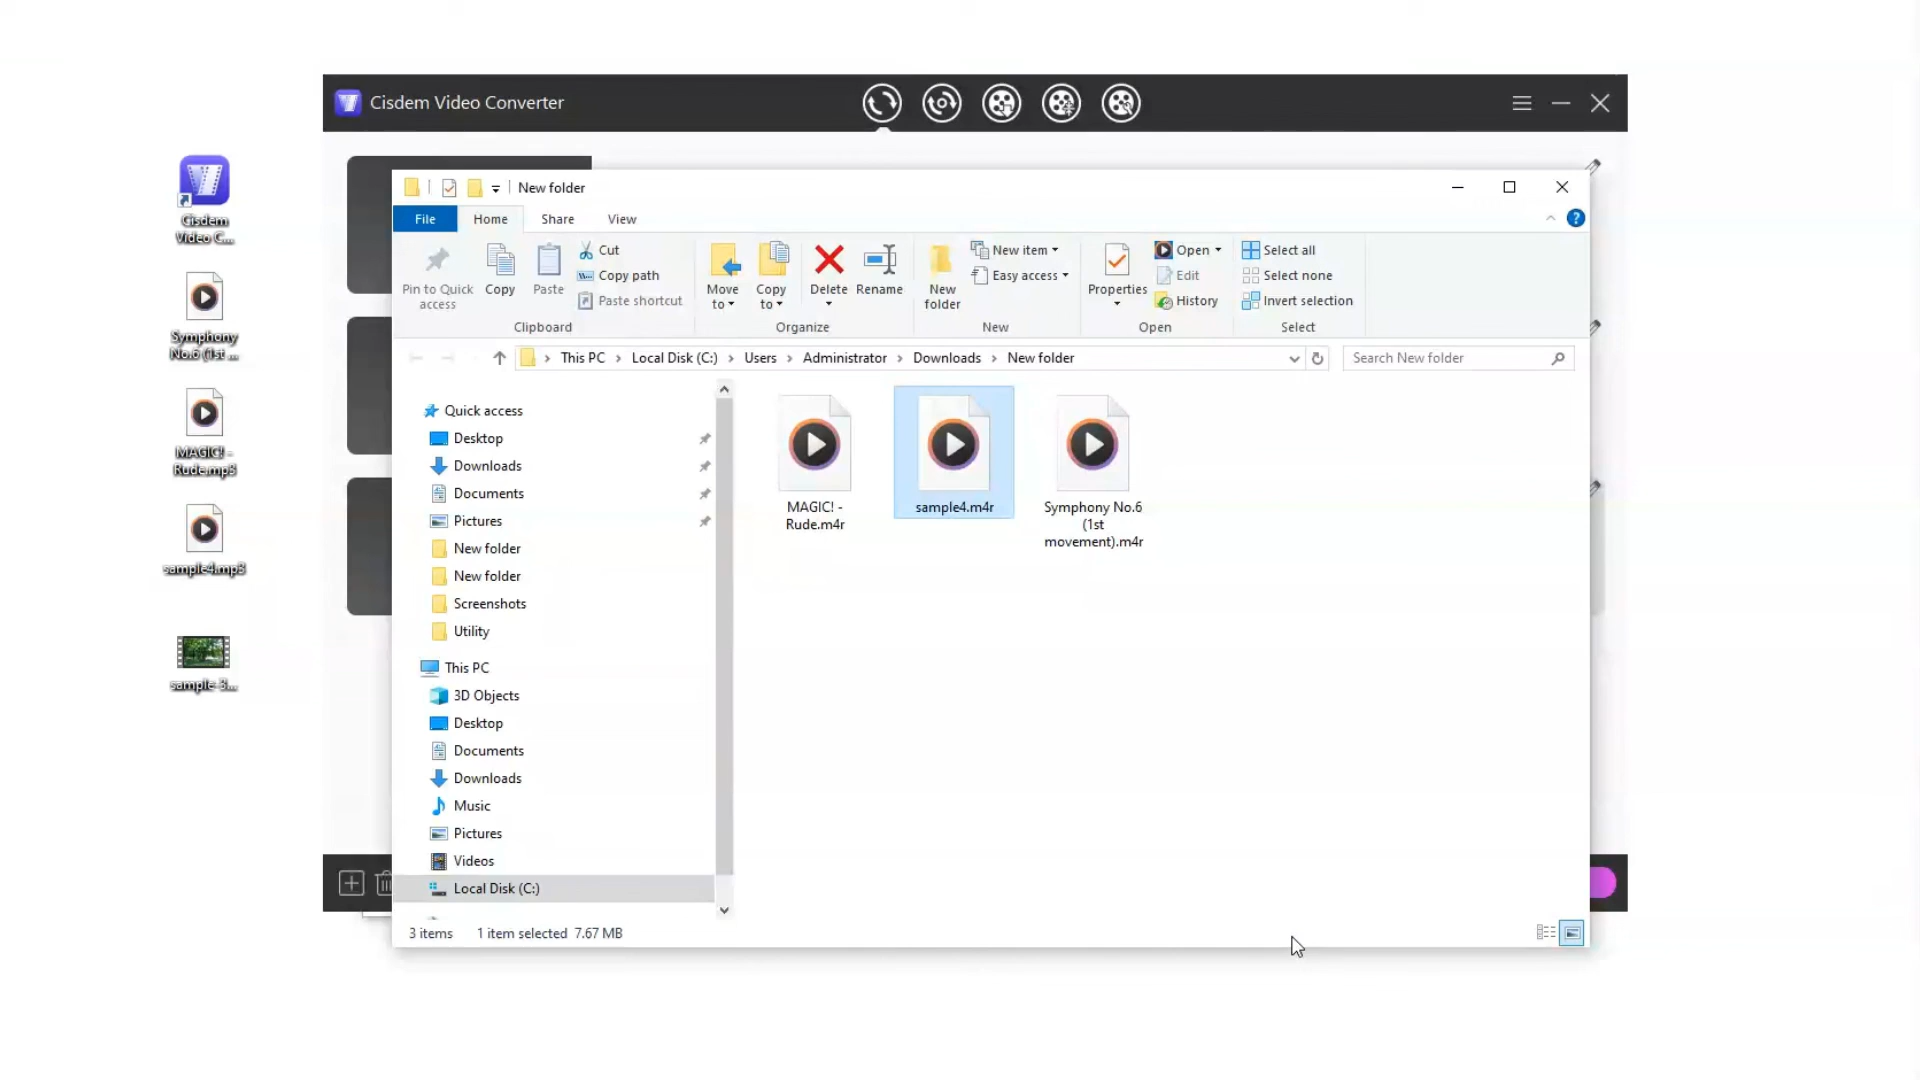 Cisdem Video Converter
Cisdem
Video C...
Symphony
No.6 (1st ...
MAGIC! -
Rude.mp3
sample4.mp3
sample-3...
New folder
File
Home
Share
View
Pin to Quick
access
Copy
Paste
Cut
Copy path
Paste shortcut
Clipboard
Move
to
Copy
to
Delete
Rename
Organize
New
folder
New item
Easy access
New
Properties
Open
Edit
History
Open
Select all
Select none
Invert selection
Select
This PC > Local Disk (C:) > Users > Administrator > Downloads > New folder
Search New folder
Quick access
Desktop
Downloads
Documents
Pictures
New folder
New folder
Screenshots
Utility
This PC
3D Objects
Desktop
Documents
Downloads
Music
Pictures
Videos
Local Disk (C:)
MAGIC! -
Rude.m4r
sample4.m4r
Symphony No.6
(1st
movement).m4r
3 items
1 item selected 7.67 MB